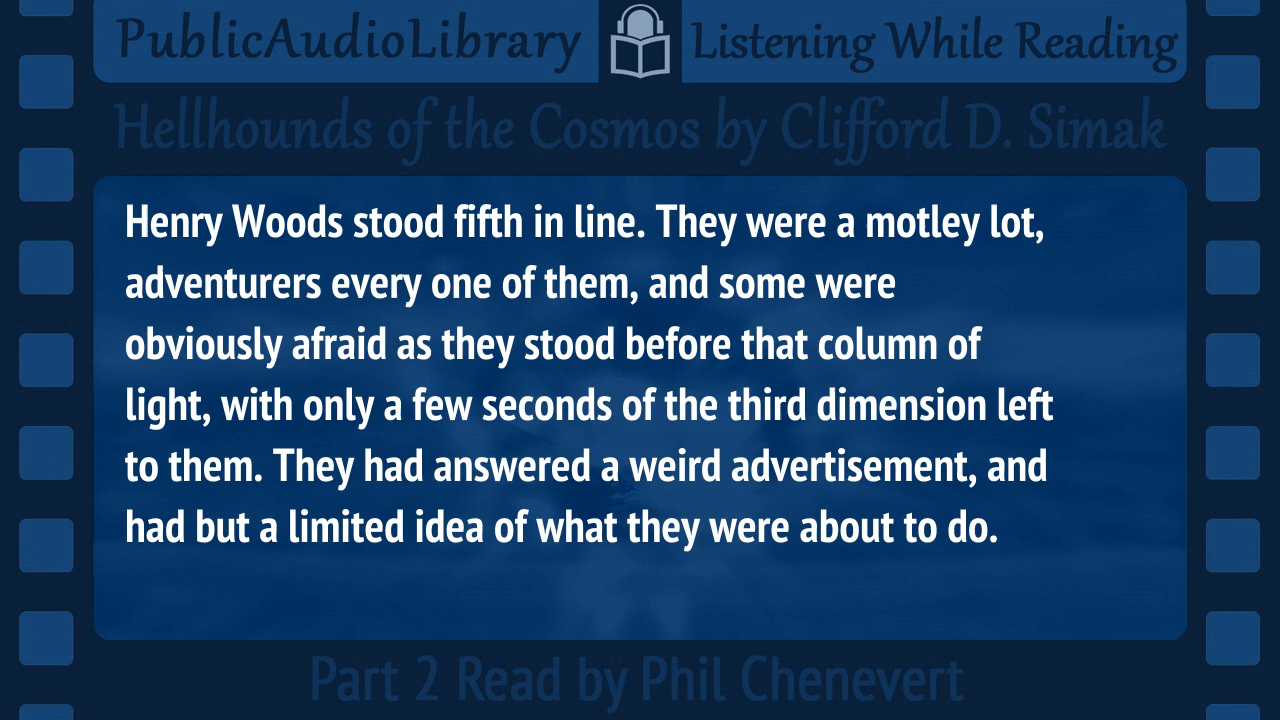 PublicAudioLibrary Listening While Reading
Hellhounds of the Cosmos by Clifford D. Simak
Henry Woods stood fifth in line. They were a motley lot,
adventurers every one of them, and some were
obviously afraid as they stood before that column of
light, with only a few seconds of the third dimension left
to them. They had answered a weird advertisement, and
had but a limited idea of what they were about to do.
Part 2 Read by Phil Chenevert